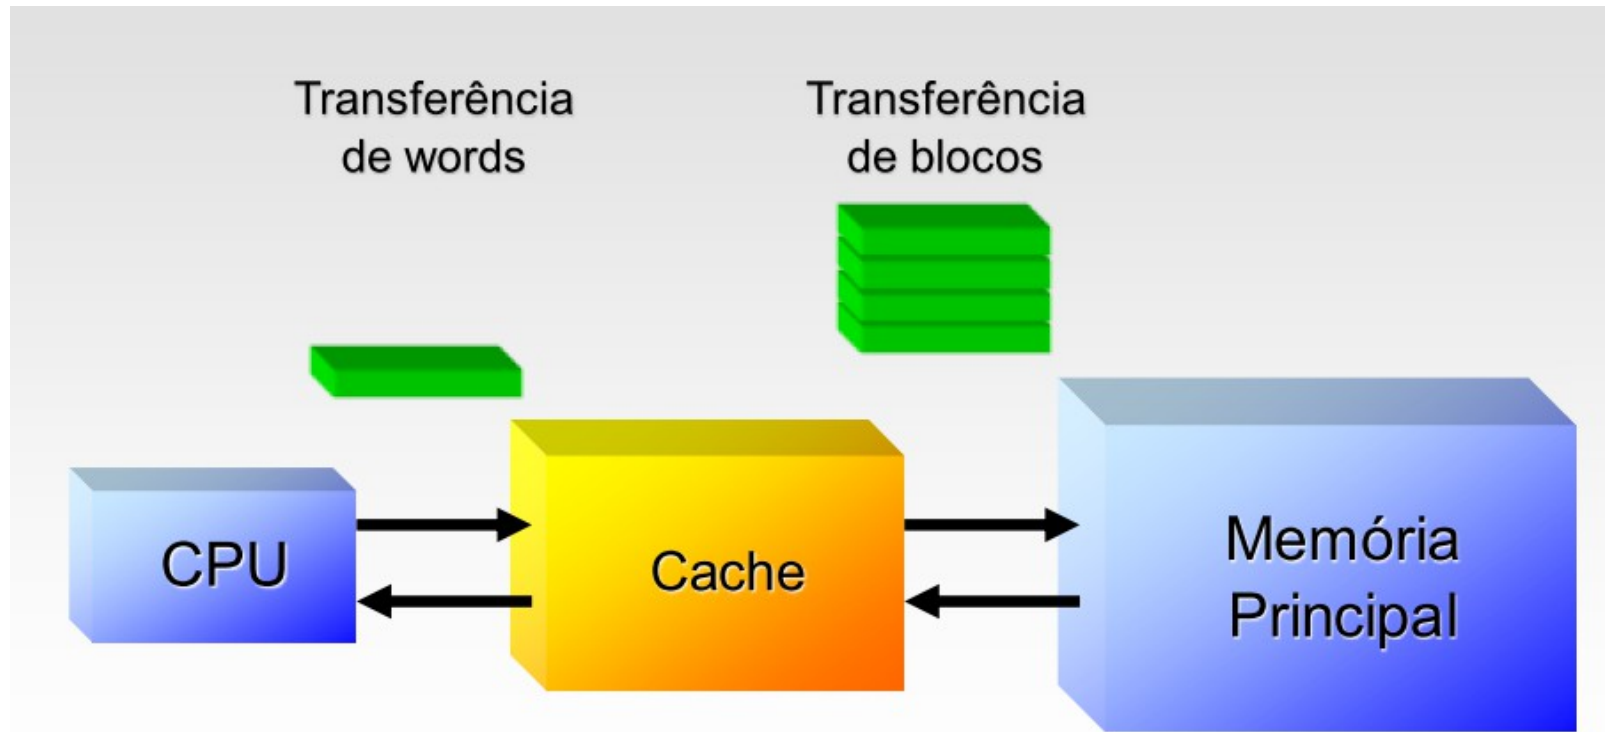 Transferência
de words
Transferência
de blocos
CPU
Cache
Memória
Principal